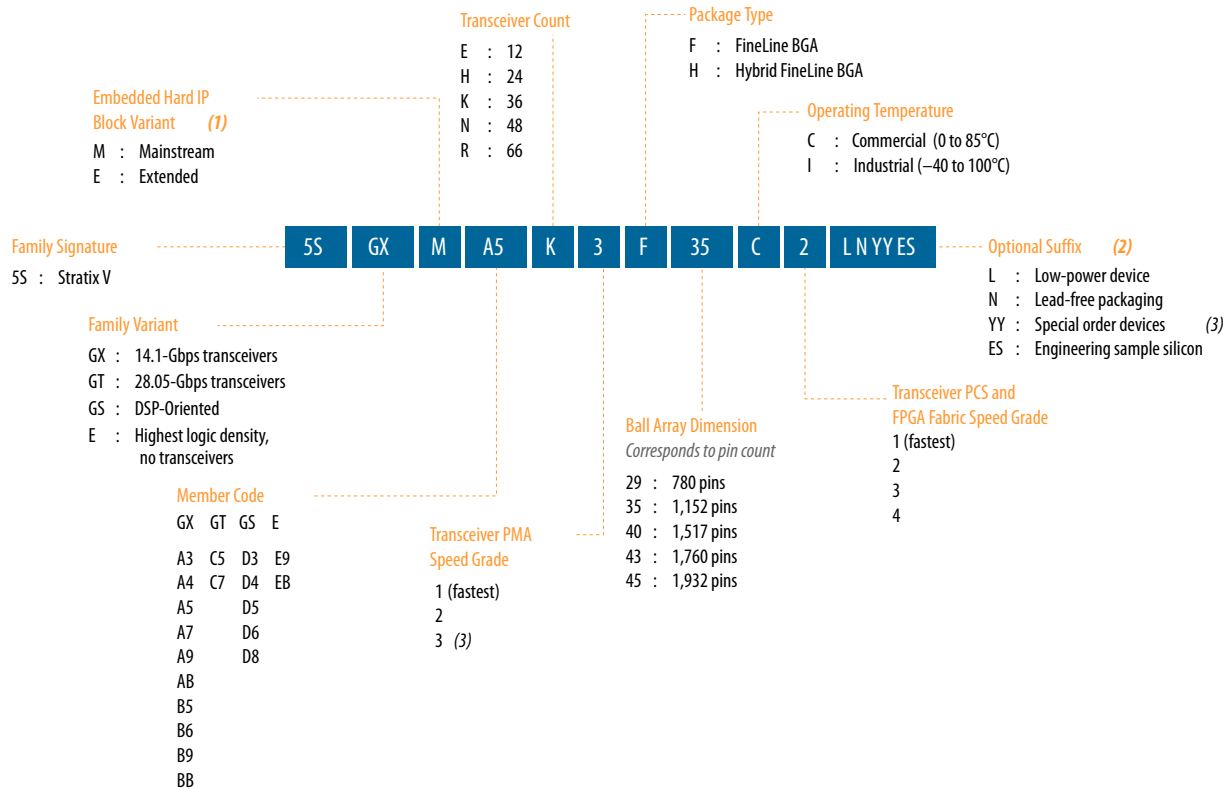 Transceiver Count
E : 12
H : 24
K : 36
N : 48
R : 66
Package Type
F : FineLine BGA
H : Hybrid FineLine BGA
Embedded Hard IP
Block Variant (1)
M : Mainstream
E : Extended
Operating Temperature
C : Commercial (0 to 85°C)
I : Industrial (–40 to 100°C)
Family Signature
5S : Stratix V
5S GX M A5 K 3 F 35 C 2 L N YY ES
Optional Suffix (2)
L : Low-power device
N : Lead-free packaging
YY : Special order devices (3)
ES : Engineering sample silicon
Family Variant
GX : 14.1-Gbps transceivers
GT : 28.05-Gbps transceivers
GS : DSP-Oriented
E : Highest logic density,
no transceivers
Member Code
GX GT GS E
A3 C5 D3 E9
A4 C7 D4 EB
A5 D5
A7 D6
A9 D8
AB
B5
B6
B9
BB
Transceiver PMA
Speed Grade
1 (fastest)
2
3 (3)
Ball Array Dimension
Corresponds to pin count
29 : 780 pins
35 : 1,152 pins
40 : 1,517 pins
43 : 1,760 pins
45 : 1,932 pins
Transceiver PCS and
FPGA Fabric Speed Grade
1 (fastest)
2
3
4